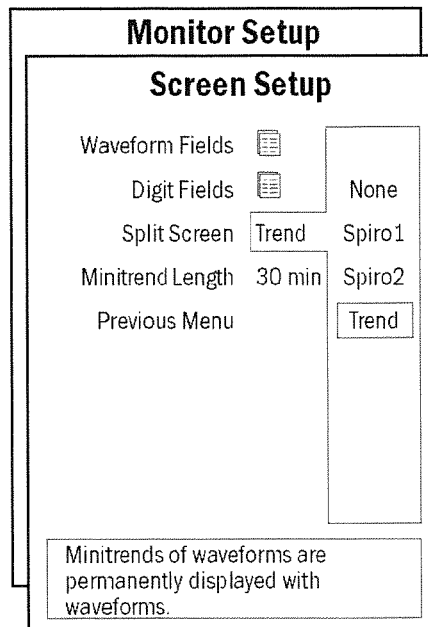 Monitor Setup
Screen Setup
Waveform Fields
Digit Fields None
Split Screen Trend Spiro1
Minitrend Length 30 min Spiro2
Previous Menu Trend
Minitrends of waveforms are
permanently displayed with
waveforms.